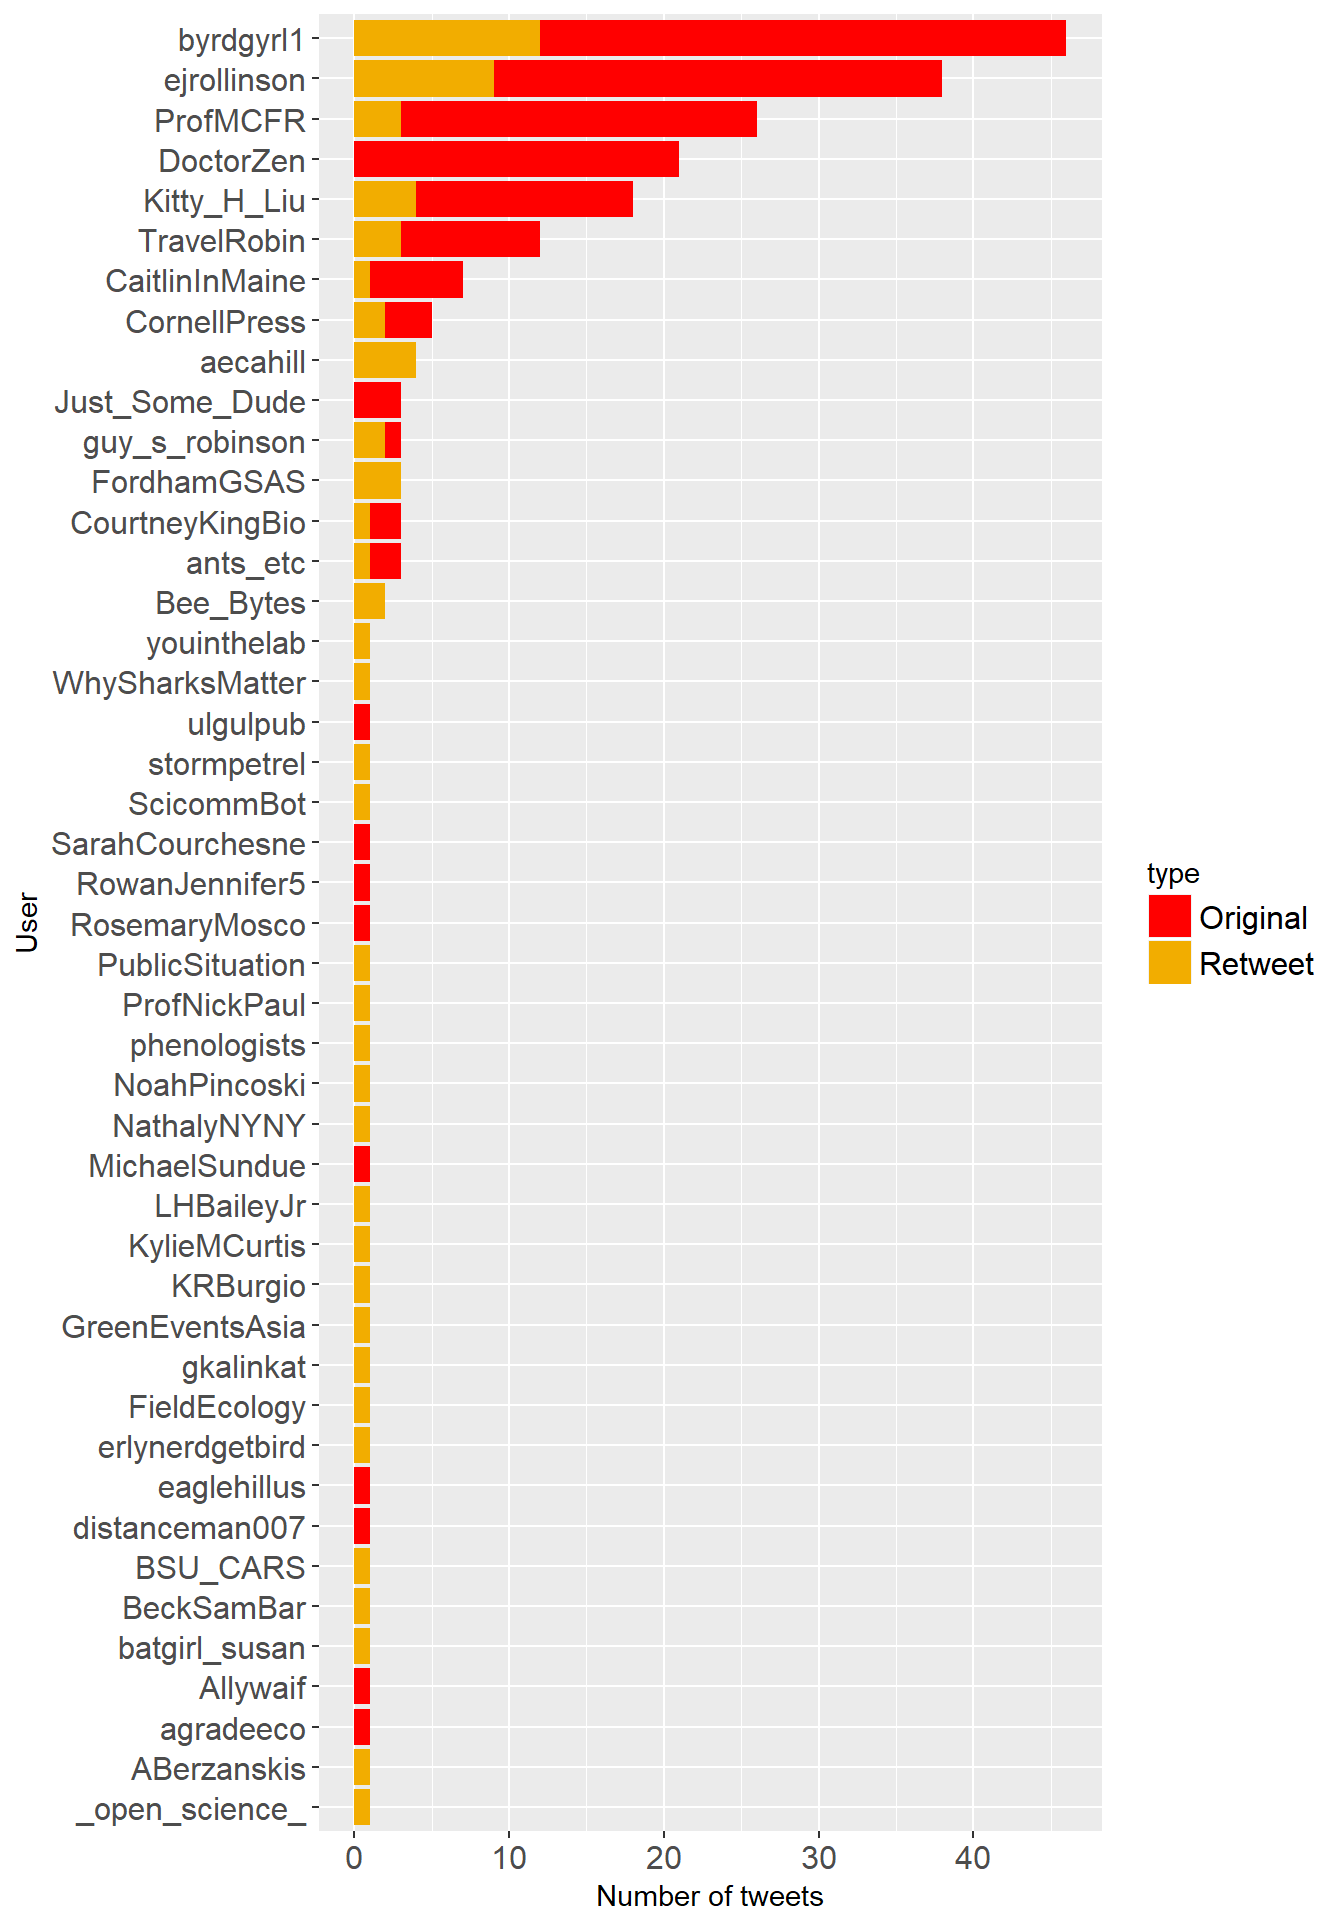 byrdgyrl1
ejrollinson
ProfMCFR
DoctorZen
Kitty_H_Liu
TravelRobin
CaitlinInMaine
CornellPress
aecahill
Just_Some_Dude
guy_s_robinson
FordhamGSAS
CourtneyKingBio
ants_etc
Bee_Bytes
youinthelab
WhySharksMatter
ulgulpub
stormpetrel
ScicommBot
SarahCourchesne
RowanJennifer5
RosemaryMosco
PublicSituation
ProfNickPaul
phenologists
NoahPincoski
NathalyNYNY
MichaelSundue
LHBaileyJr
KylieMCurtis
KRBurgio
GreenEventsAsia
gkalinkat
FieldEcology
erlynerdgetbird
eaglehillus
distanceman007
BSU_CARS
BeckSamBar
batgirl_susan
Allywaif
agradeeco
ABerzanskis
_open_science_
User
0 10 20 30 40
Number of tweets
type
Original
Retweet